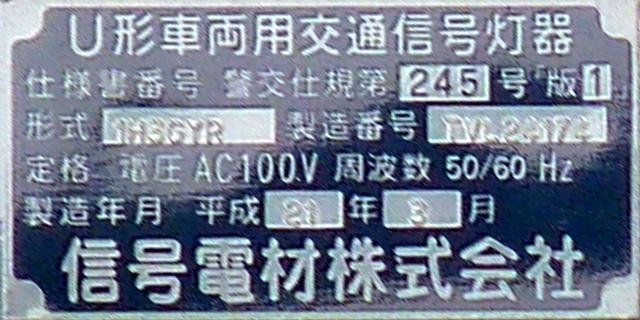 U形車両用交通信号灯器
仕様書番号 警交仕規第 245 号「版1
形式 1H3GYR 製造番号
定格 電圧 AC100V 周波数 50/60 Hz
製造年月 平成 21 年 3 月
信号電材株式会社